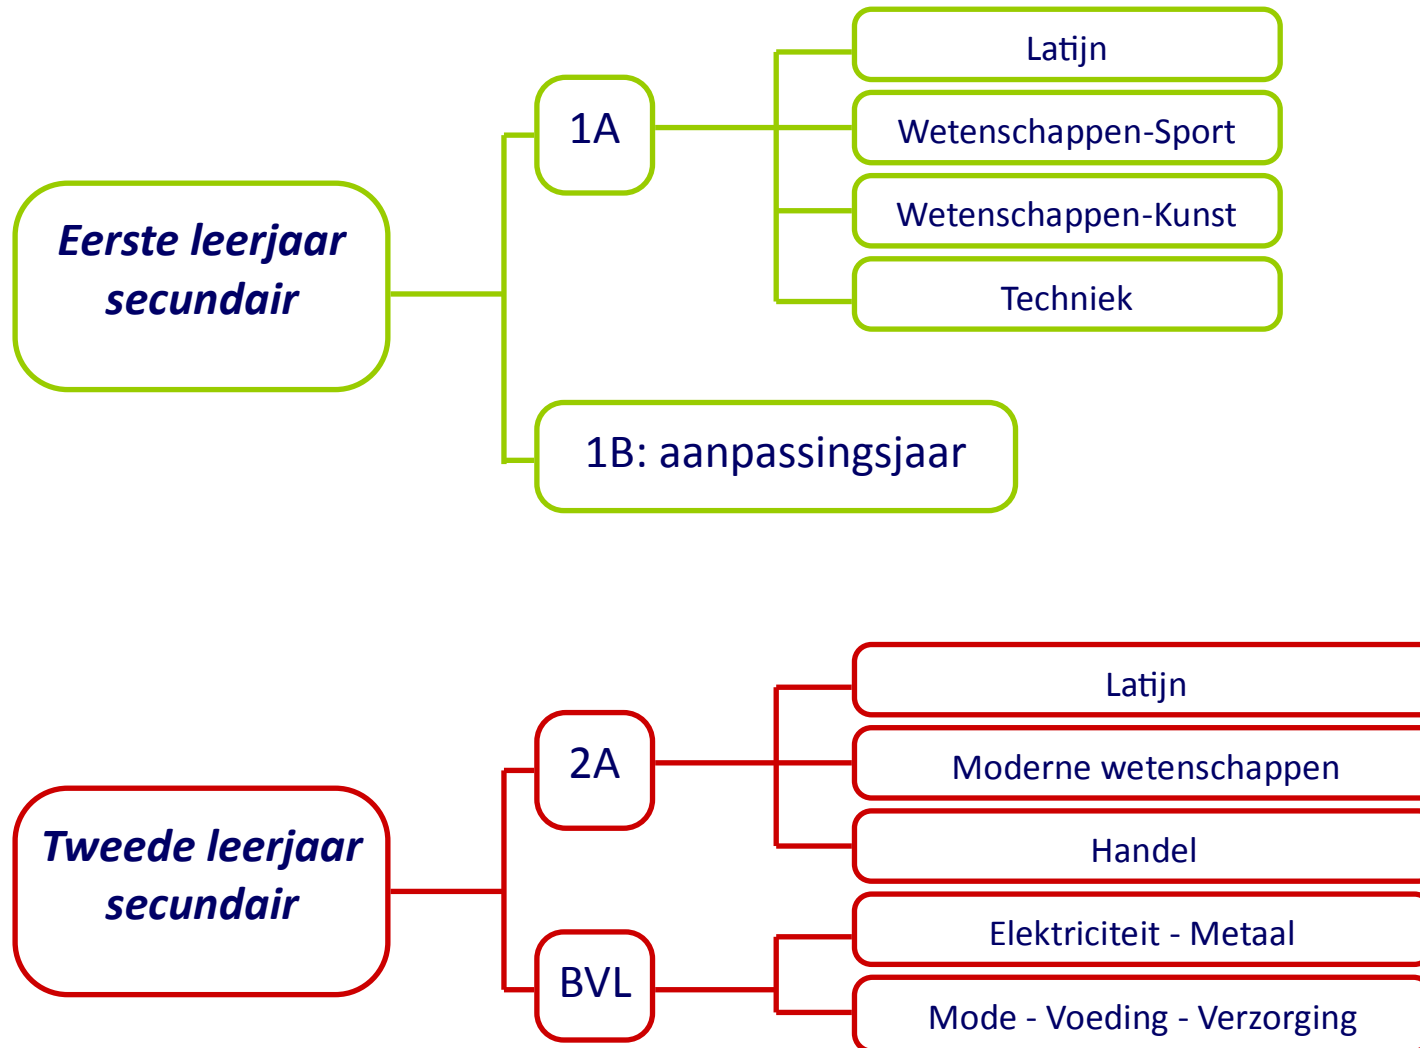 Eerste leerjaar
secundair
1A
Latijn
Wetenschappen-Sport
Wetenschappen-Kunst
Techniek
1B: aanpassingsjaar
Tweede leerjaar
secundair
2A
Latijn
Moderne wetenschappen
Handel
BVL
Elektriciteit - Metaal
Mode - Voeding - Verzorging